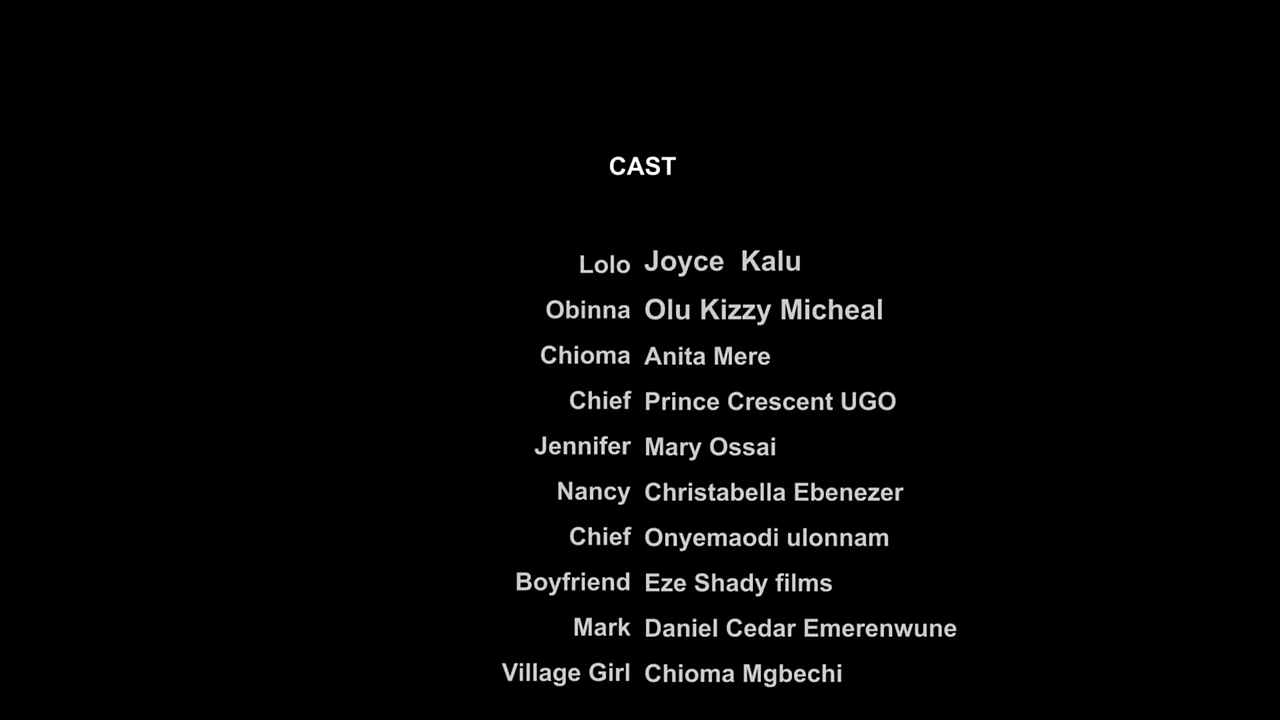 CAST
Lolo Joyce Kalu
Obinna Olu Kizzy Micheal
Chioma Anita Mere
Chief Prince Crescent UGO
Jennifer Mary Ossai
Nancy Christabella Ebenezer
Chief Onyemaodi ulonnam
Boyfriend Eze Shady films
Mark Daniel Cedar Emerenwune
Village Girl Chioma Mgbechi